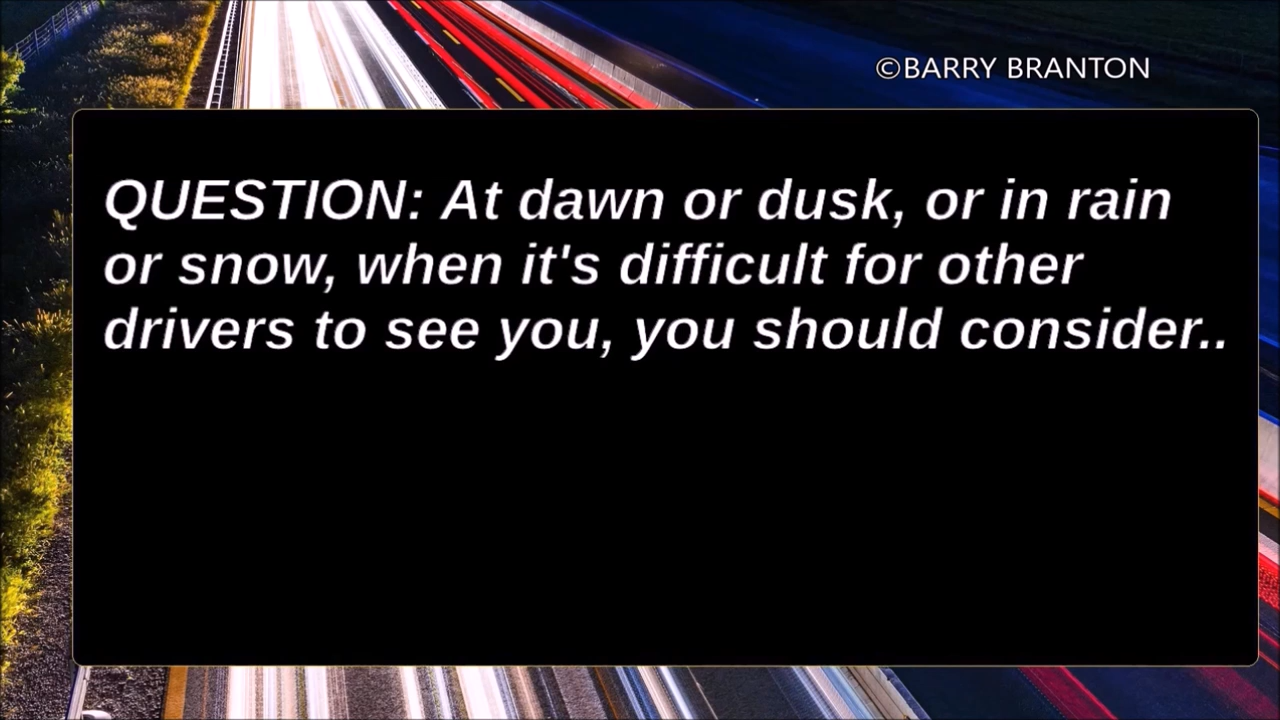 ©BARRY BRANTON
QUESTION: At dawn or dusk, or in rain
or snow, when it's difficult for other
drivers to see you, you should consider..